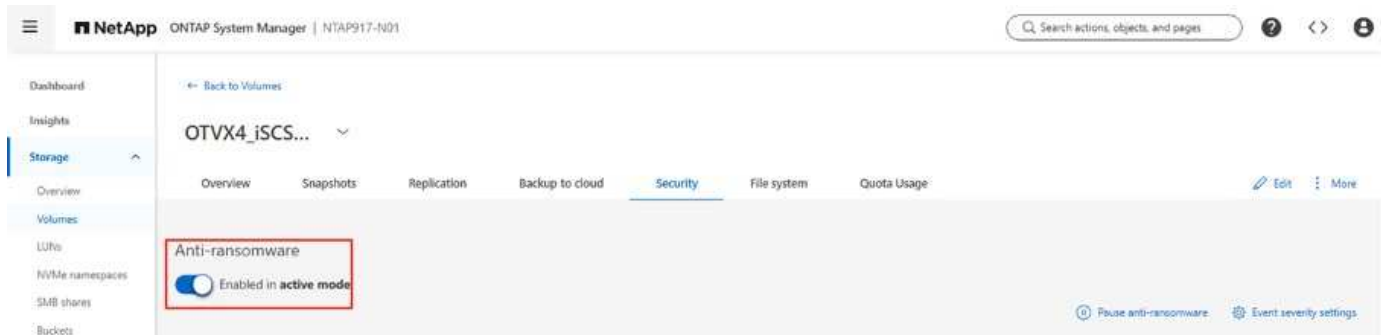 NetApp ONTAP System Manager | NTAP917-N01
Search actions, objects, and pages
Dashboard
Insights
Storage
Overview
Volumes
LUNs
NVMe namespaces
SMB shares
Buckets
← Back to Volumes
OTVX4_iSCS...
Overview Snapshots Replication Backup to cloud Security File system Quota Usage
Edit More
Anti-ransomware
Enabled in active mode
Pause anti-ransomware Event severity settings